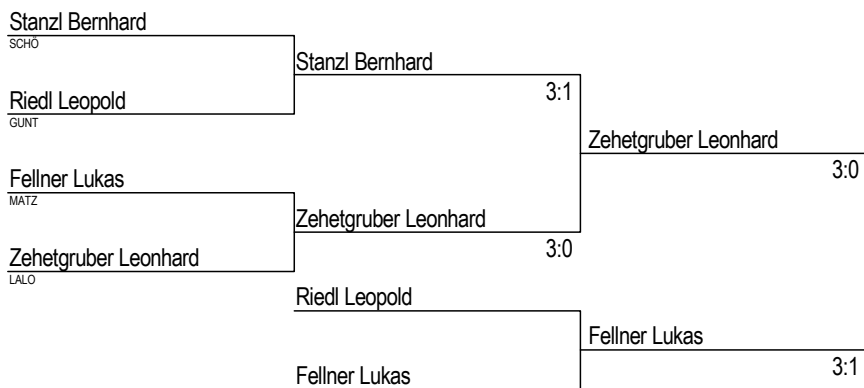 Stanzl Bernhard
SCHÖ
Stanzl Bernhard
3:1
Riedl Leopold
GUNT
Zehetgruber Leonhard
3:0
Fellner Lukas
MATZ
Zehetgruber Leonhard
3:0
Zehetgruber Leonhard
LALO
Riedl Leopold
Fellner Lukas
3:1
Fellner Lukas